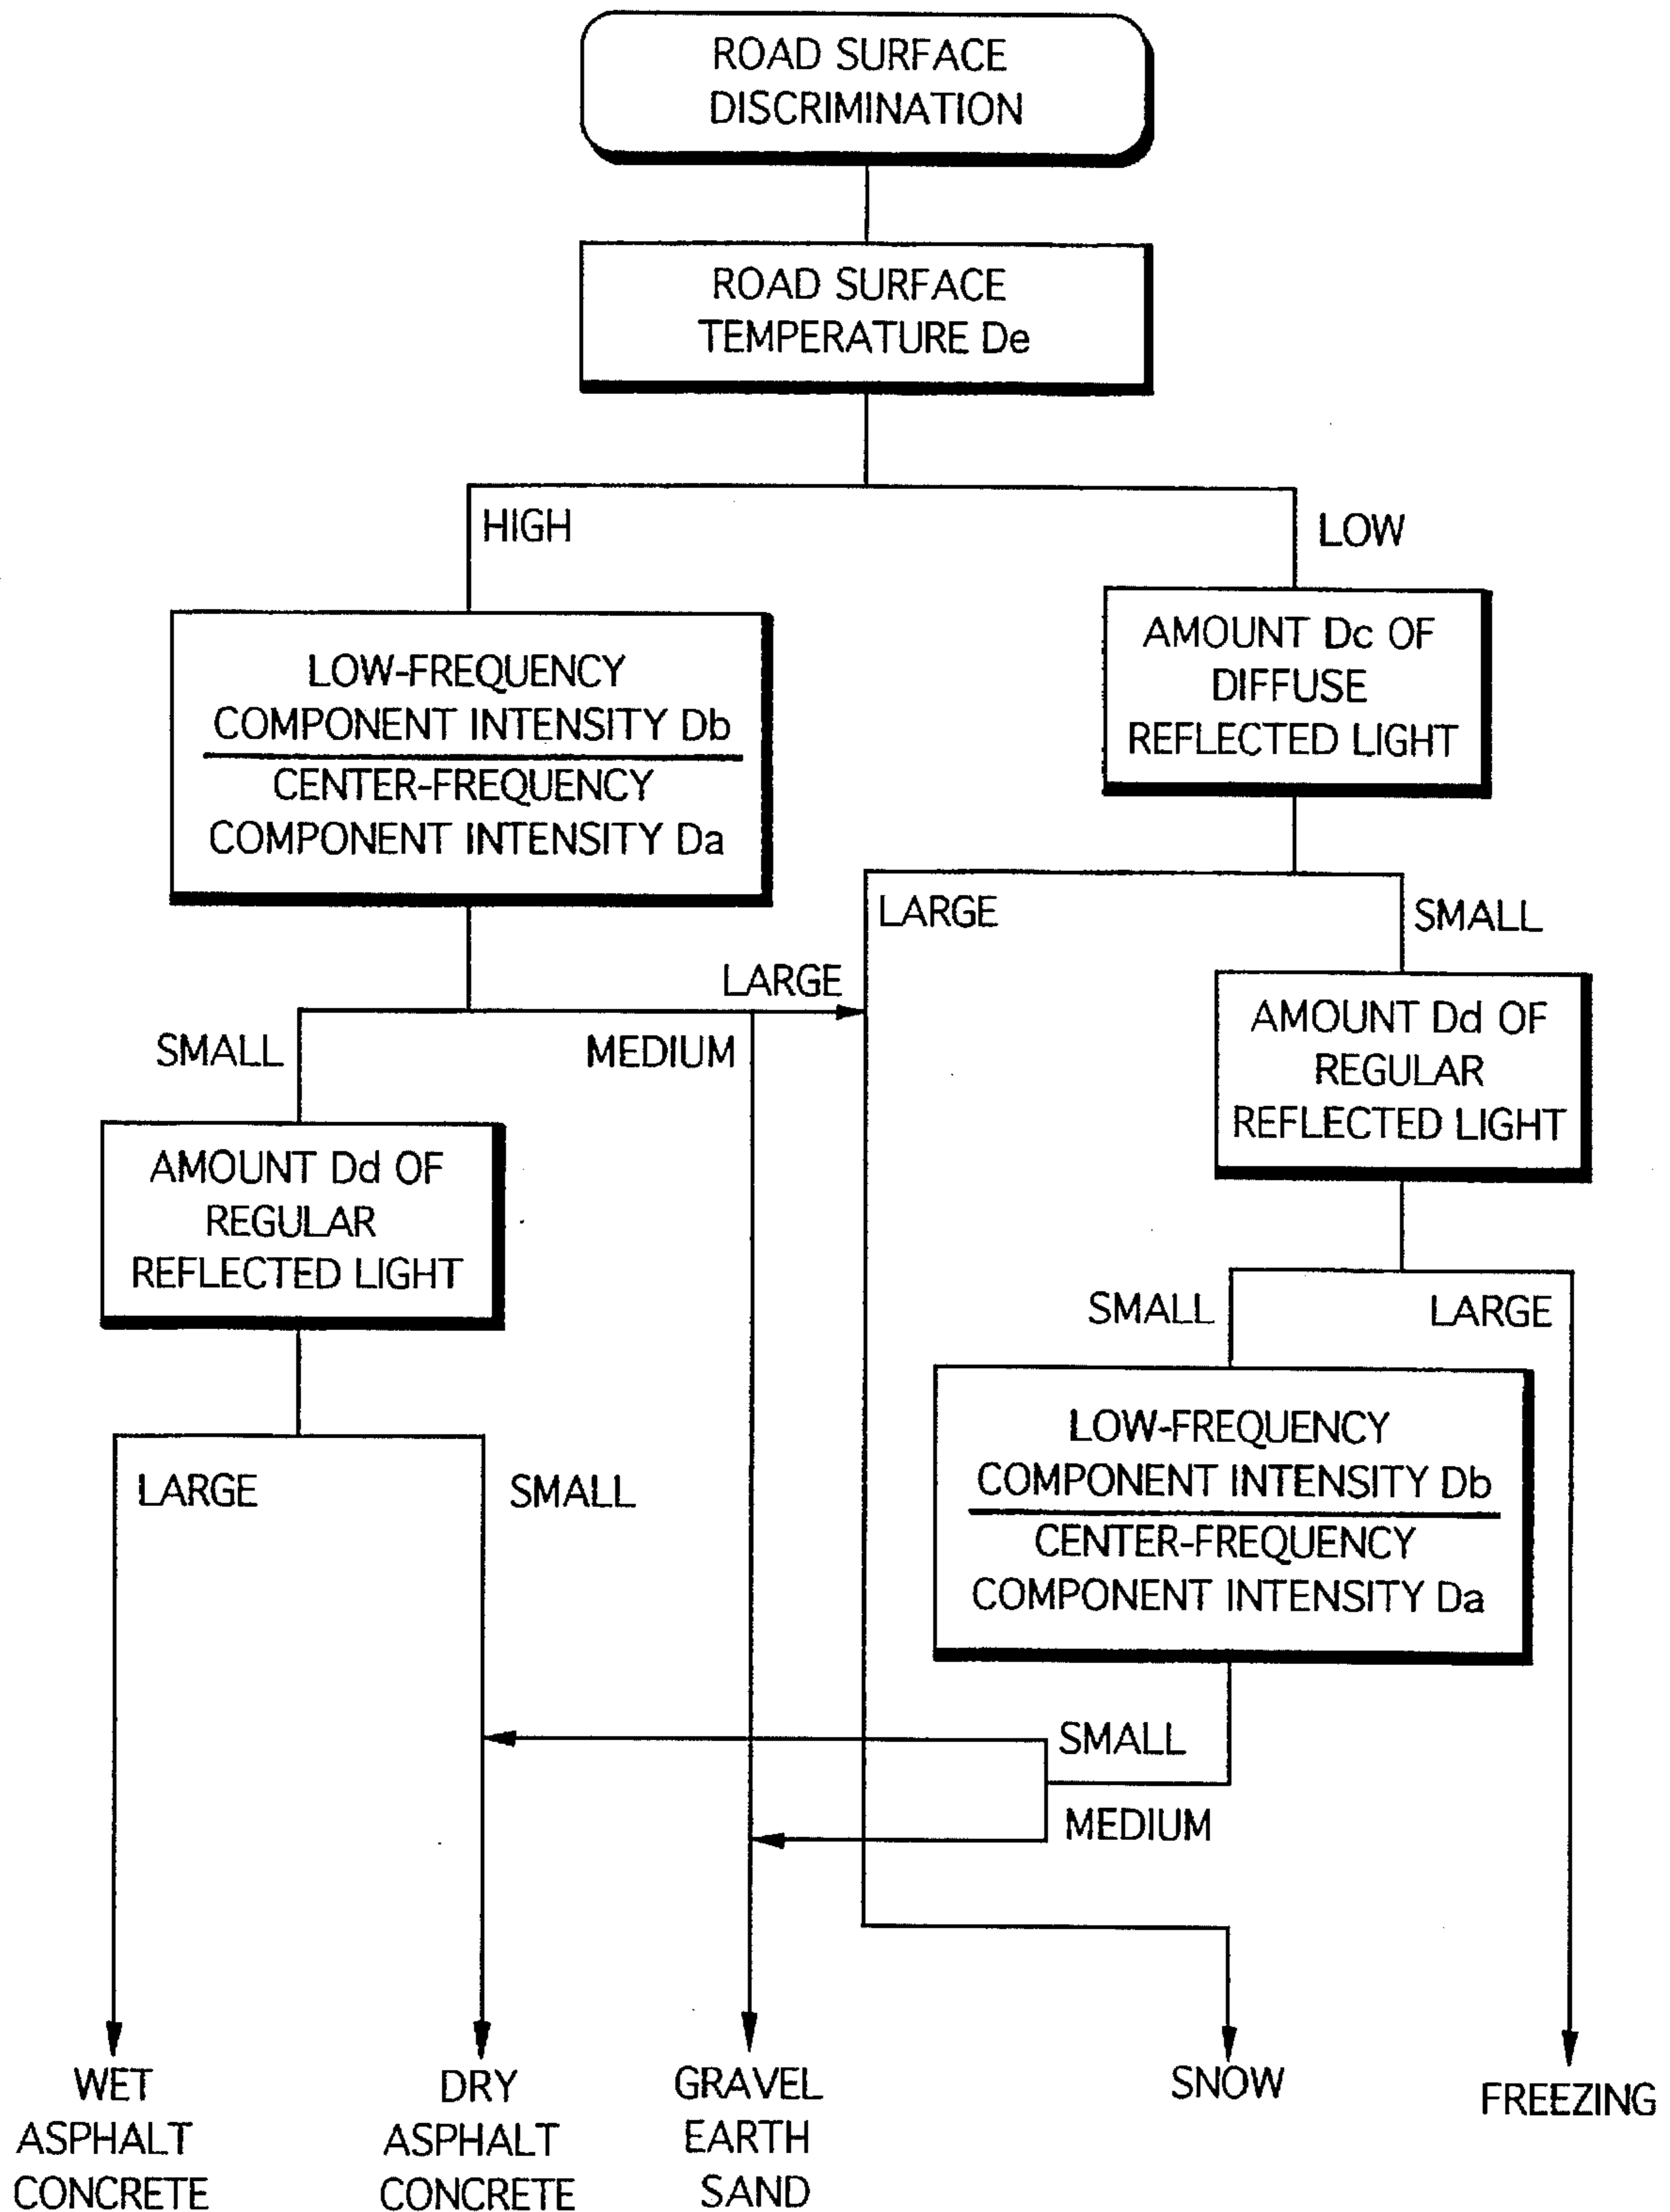 ROAD SURFACE
DISCRIMINATION
ROAD SURFACE
TEMPERATURE De
HIGH
LOW
LOW-FREQUENCY
COMPONENT INTENSITY Db
CENTER-FREQUENCY
COMPONENT INTENSITY Da
AMOUNT Dc OF
DIFFUSE
REFLECTED LIGHT
LARGE
SMALL
LARGE
SMALL
MEDIUM
AMOUNT Dd OF
REGULAR
REFLECTED LIGHT
AMOUNT Dd OF
REGULAR
REFLECTED LIGHT
SMALL
LARGE
LARGE
SMALL
LOW-FREQUENCY
COMPONENT INTENSITY Db
CENTER-FREQUENCY
COMPONENT INTENSITY Da
SMALL
MEDIUM
WET
ASPHALT
CONCRETE
DRY
ASPHALT
CONCRETE
GRAVEL
EARTH
SAND
SNOW
FREEZING